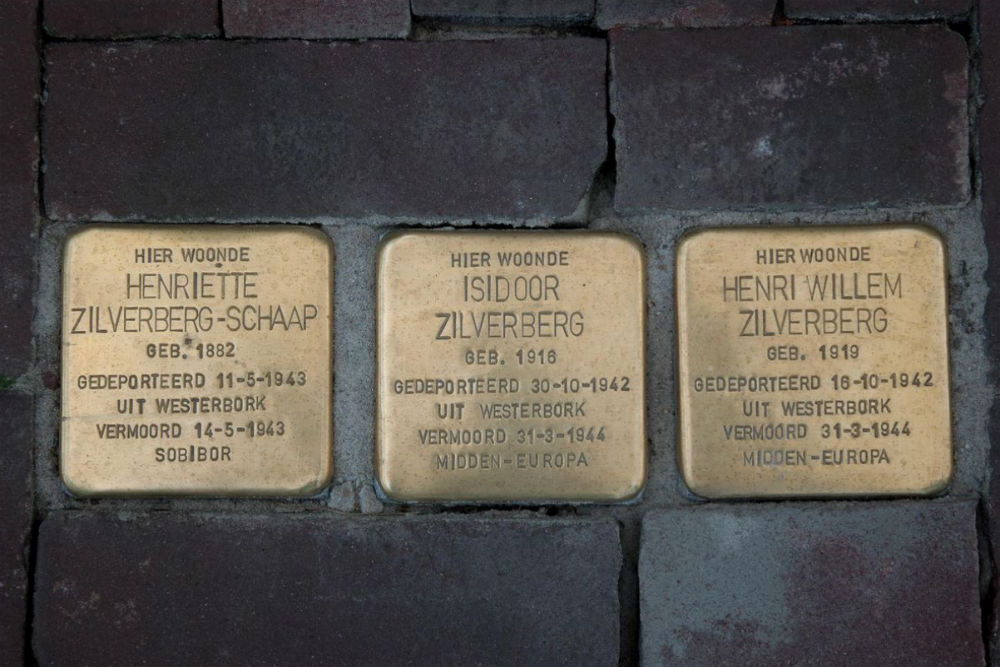 HIER WOONDE
HENRIETTE
ZILVERBERG-SCHAAP
GEB. 1882
GEDEPORTEERD 11-5-1943
UIT WESTERBORK
VERMOORD 14-5-1943
SOBIBOR
HIER WOONDE
ISIDOOR
ZILVERBERG
GEB. 1916
GEDEPORTEERD 30-10-1942
UIT WESTERBORK
VERMOORD 31-3-1944
MIDDEN-EUROPA
HIER WOONDE
HENRI WILLEM
ZILVERBERG
GEB. 1919
GEDEPORTEERD 16-10-1942
UIT WESTERBORK
VERMOORD 31-3-1944
MIDDEN-EUROPA